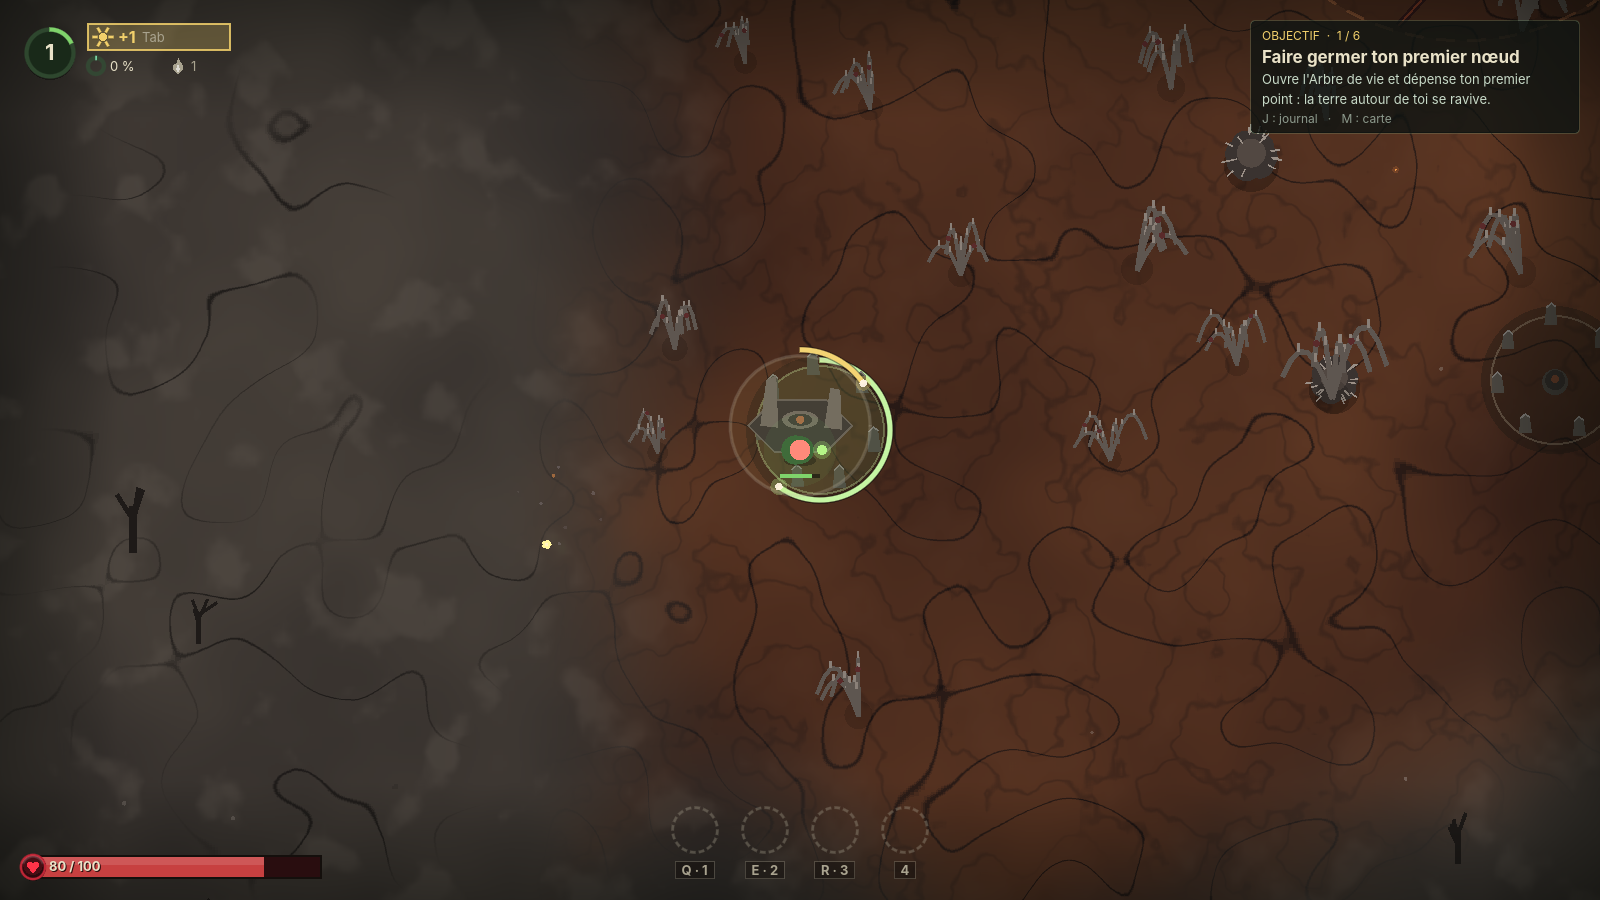 1
+1 Tab
0 %
1
OBJECTIF · 1 / 6
Faire germer ton premier nœud
Ouvre l'Arbre de vie et dépense ton premier
point : la terre autour de toi se ravive.
J : journal · M : carte
80 / 100
Q · 1
E · 2
R · 3
4